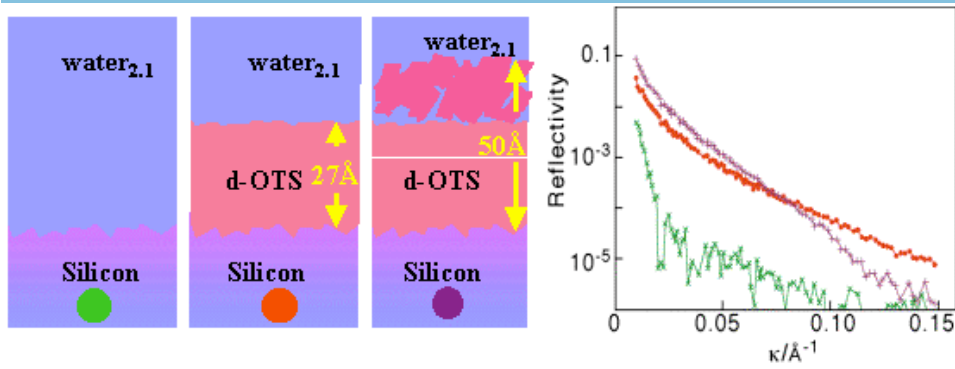 water2.1
Silicon
water2.1
d-OTS
27Å
Silicon
water2.1
50Å
d-OTS
Silicon
Reflectivity
0.1
10-3
10-5
0
0.05
0.10
0.15
κ/Å-1